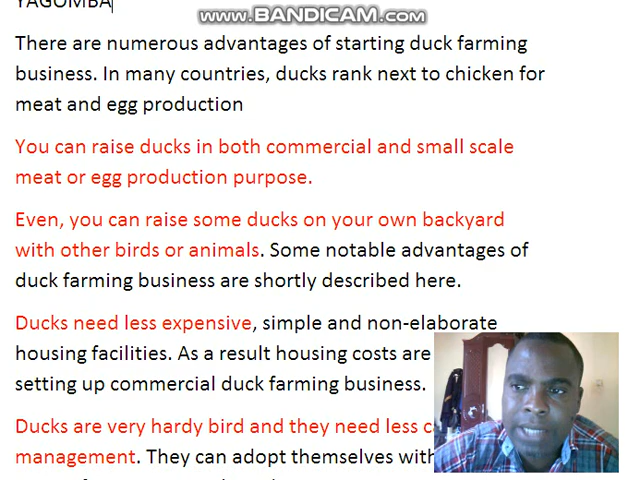 YAGOMBA
www.BANDICAM.com
There are numerous advantages of starting duck farming
business. In many countries, ducks rank next to chicken for
meat and egg production
You can raise ducks in both commercial and small scale
meat or egg production purpose.
Even, you can raise some ducks on your own backyard
with other birds or animals. Some notable advantages of
duck farming business are shortly described here.
Ducks need less expensive, simple and non-elaborate
housing facilities. As a result housing costs are
setting up commercial duck farming business.
Ducks are very hardy bird and they need less
management. They can adopt themselves with